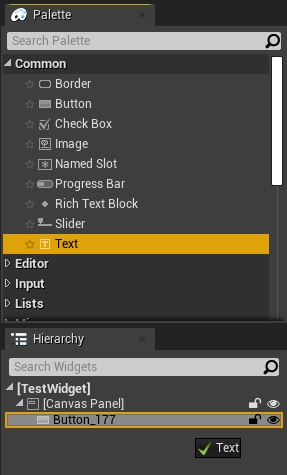 Palette
Search Palette
Common
Border
Button
Check Box
Image
Named Slot
Progress Bar
Rich Text Block
Slider
Text
Editor
Input
Lists
Hierarchy
Search Widgets
[TestWidget]
[Canvas Panel]
Button_177
Text